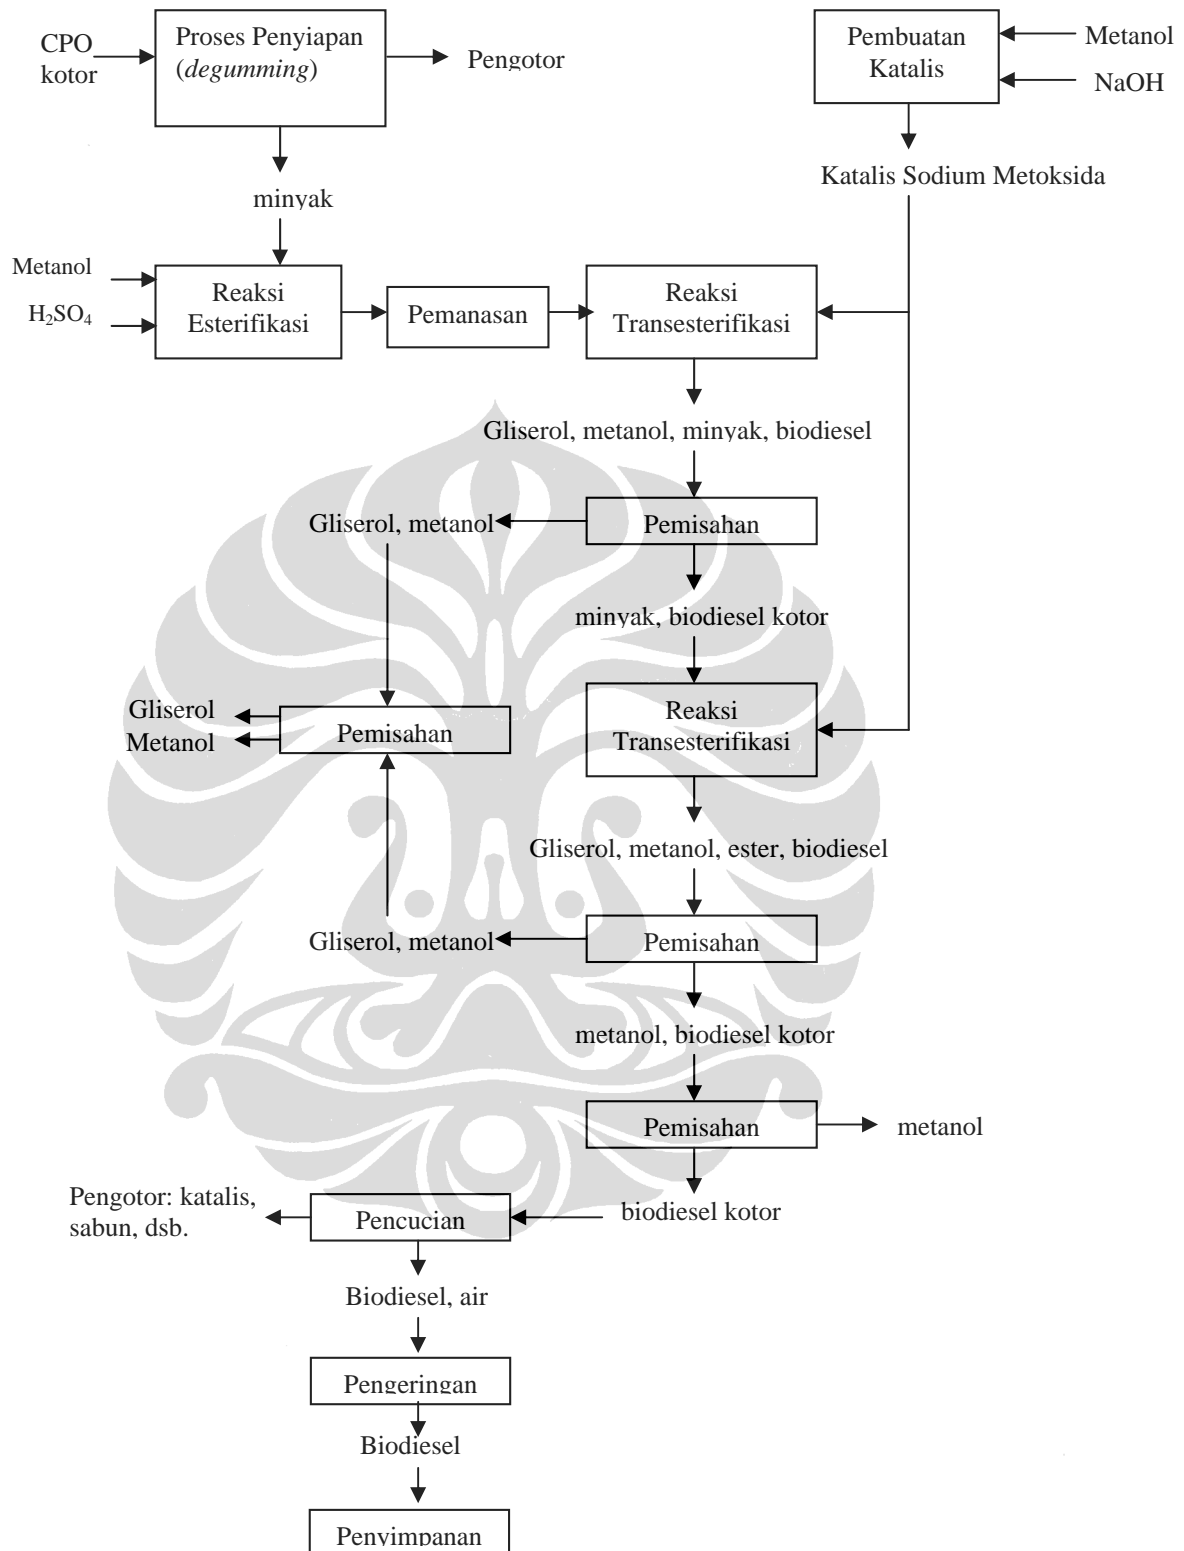 CPO
kotor
Proses Penyiapan
(degumming)
Pengotor
Pembuatan
Katalis
Metanol
NaOH
Katalis Sodium Metoksida
minyak
Metanol
H₂SO₄
Reaksi
Esterifikasi
Pemanasan
Reaksi
Transesterifikasi
Gliserol, metanol, minyak, biodiesel
Gliserol, metanol
Pemisahan
minyak, biodiesel kotor
Gliserol
Metanol
Pemisahan
Reaksi
Transesterifikasi
Gliserol, metanol, ester, biodiesel
Gliserol, metanol
Pemisahan
metanol, biodiesel kotor
Pemisahan
metanol
Pengotor: katalis,
sabun, dsb.
Pencucian
biodiesel kotor
Biodiesel, air
Pengeringan
Biodiesel
Penyimpanan